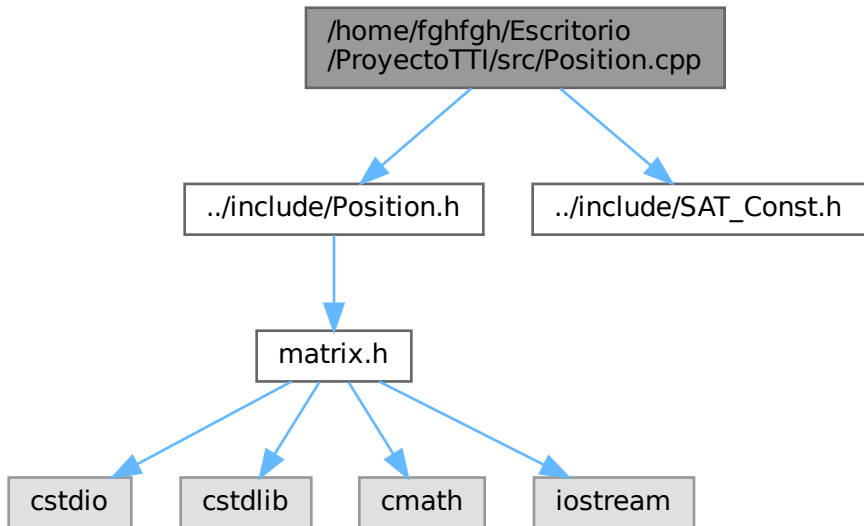 /home/fghfgh/Escritorio
/ProyectoTTI/src/Position.cpp
../include/Position.h
../include/SAT_Const.h
matrix.h
cstdio
cstdlib
cmath
iostream